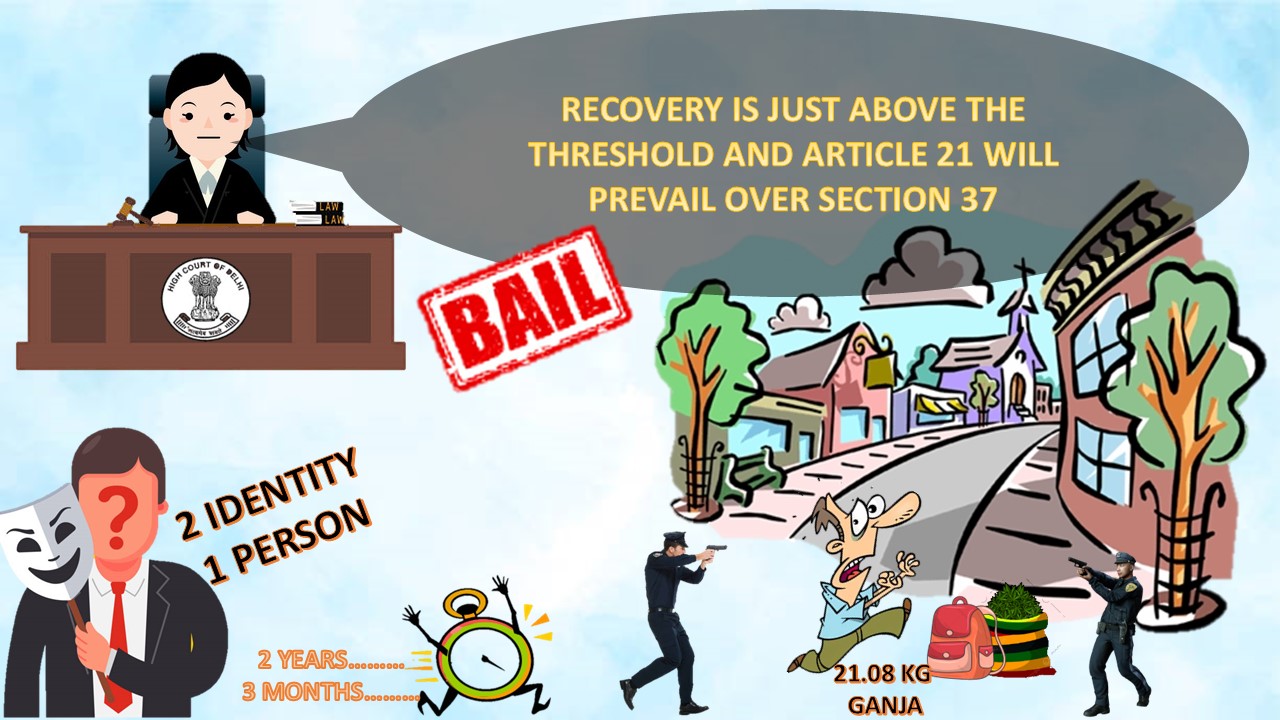 RECOVERY IS JUST ABOVE THE
THRESHOLD AND ARTICLE 21 WILL
PREVAIL OVER SECTION 37
LAW
LAW
HIGH COURT OF DELHI
BAIL
2 IDENTITY
1 PERSON
?
2 YEARS.........
3 MONTHS.........
21.08 KG
GANJA